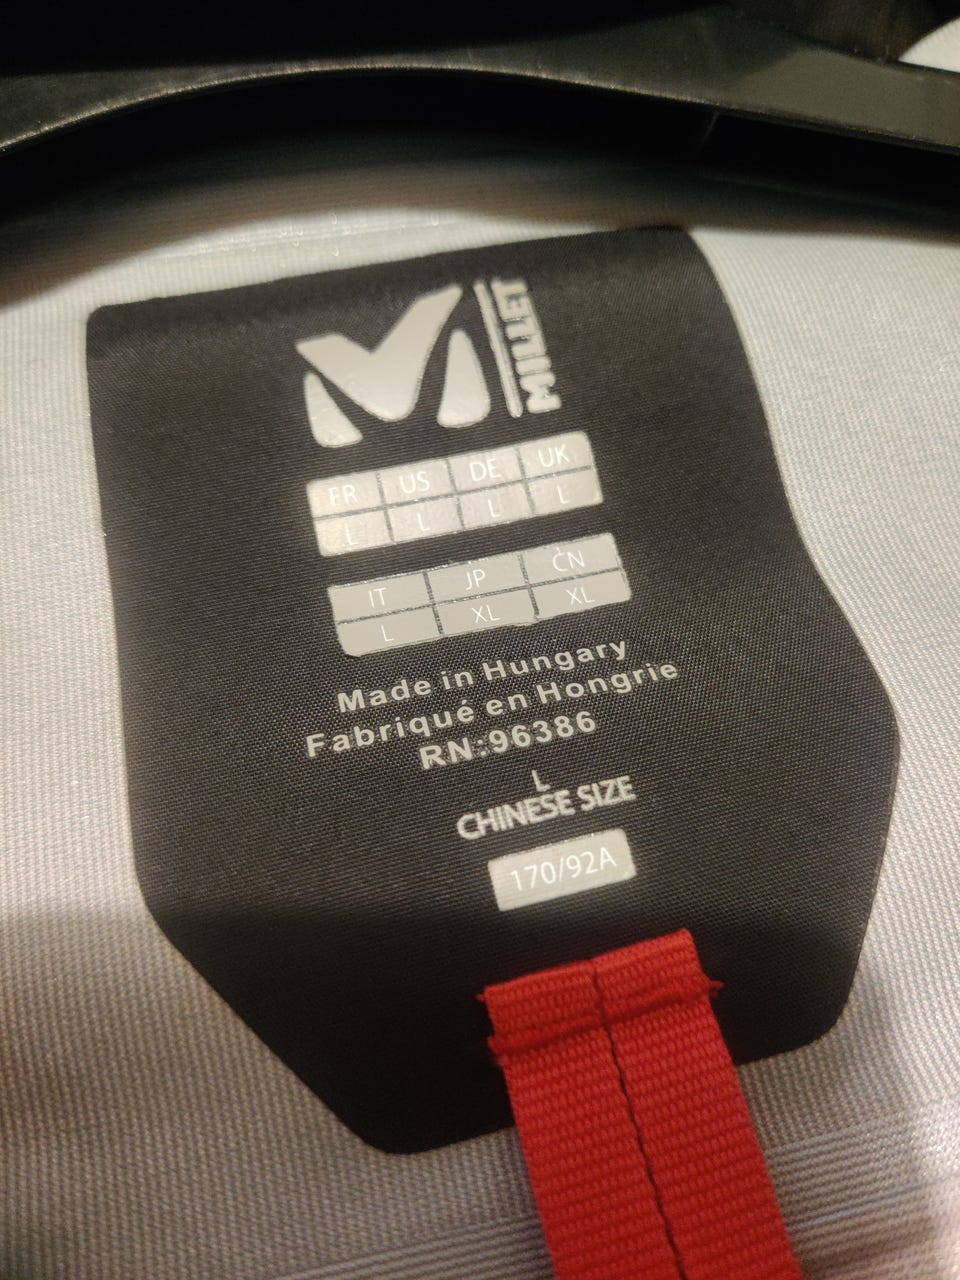 MILLET
FR US DE UK
L L L L
IT JP CN
L XL XL
Made in Hungary
Fabriqué en Hongrie
RN:96386
L
CHINESE SIZE
170/92A